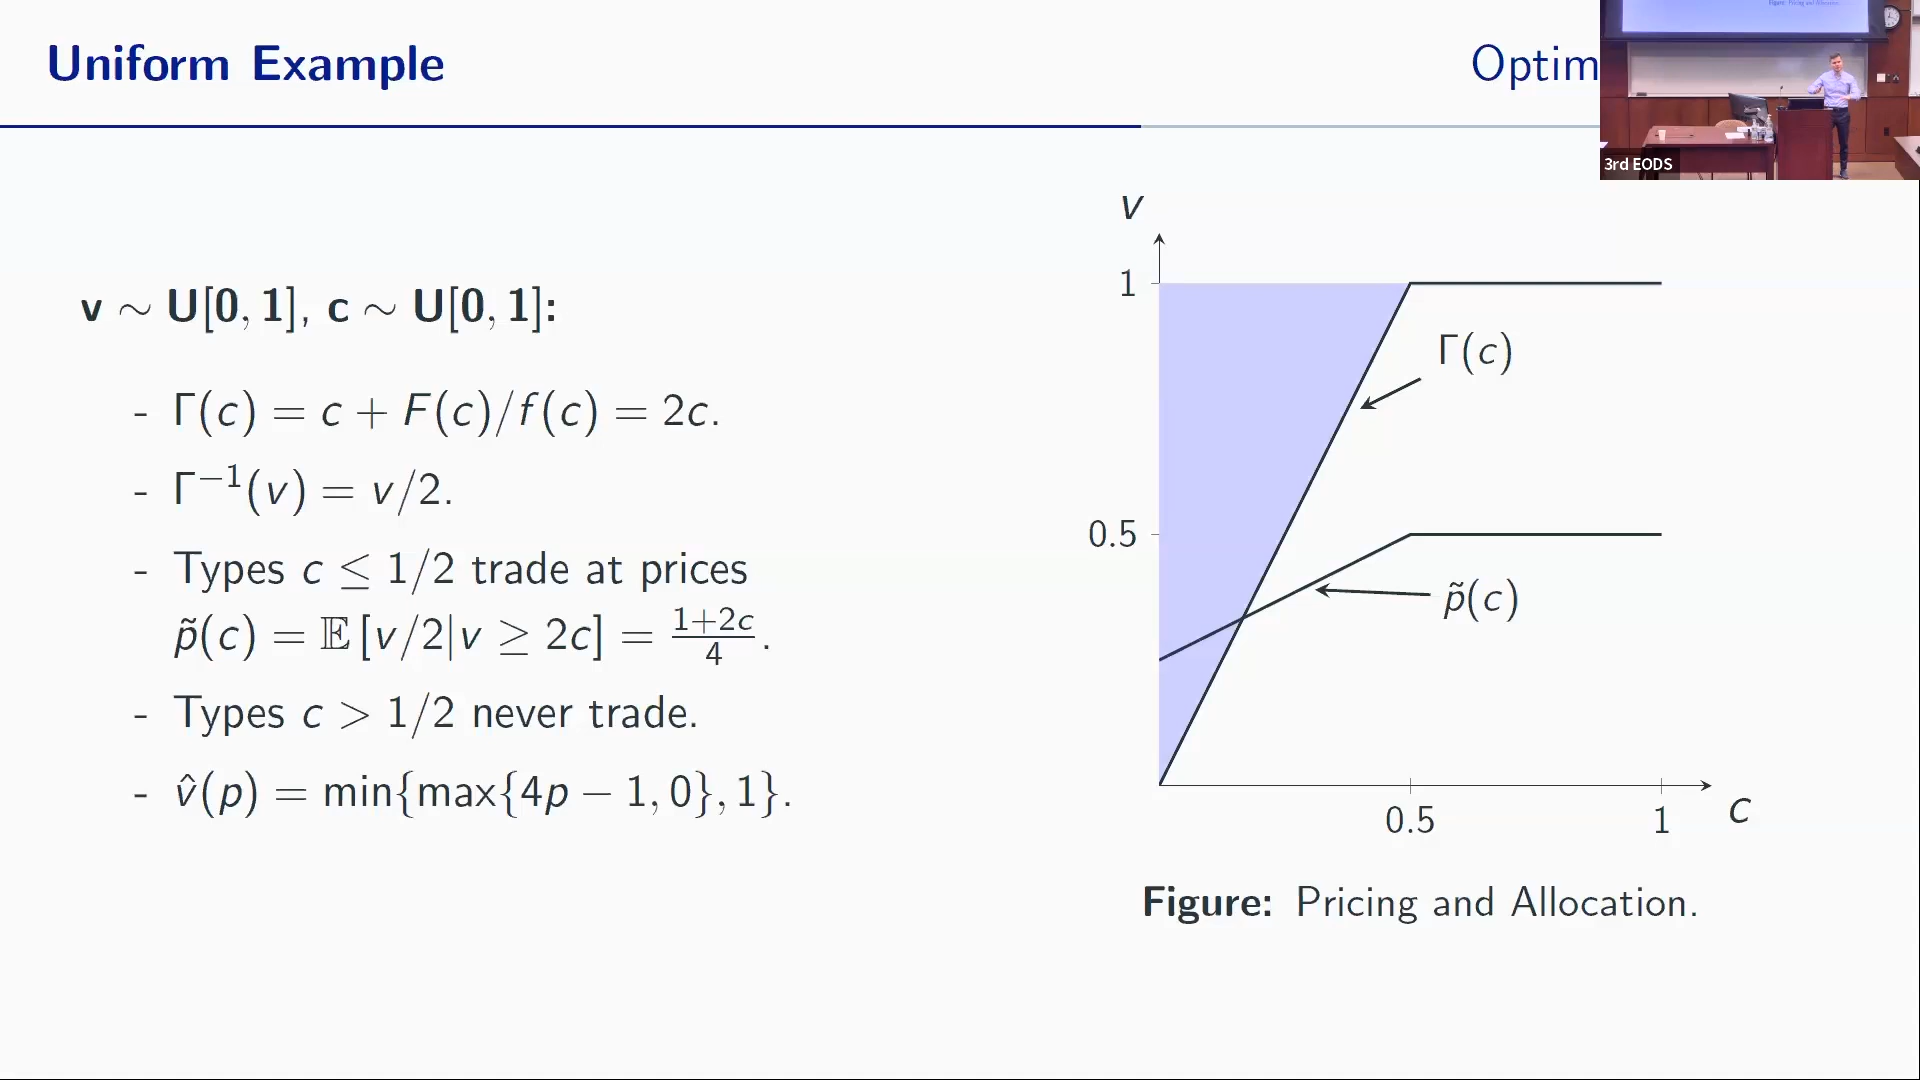 Uniform Example
Optim
3rd EODS
v ∼ U[0, 1], c ∼ U[0, 1]:
- Γ(c) = c + F(c)/f(c) = 2c.
- Γ⁻¹(v) = v/2.
- Types c ≤ 1/2 trade at prices
p̃(c) = 𝔼 [v/2|v ≥ 2c] = (1+2c)/4.
- Types c > 1/2 never trade.
- v̂(p) = min{max{4p − 1, 0}, 1}.
v
1
Γ(c)
0.5
p̃(c)
0.5
1
c
Figure: Pricing and Allocation.